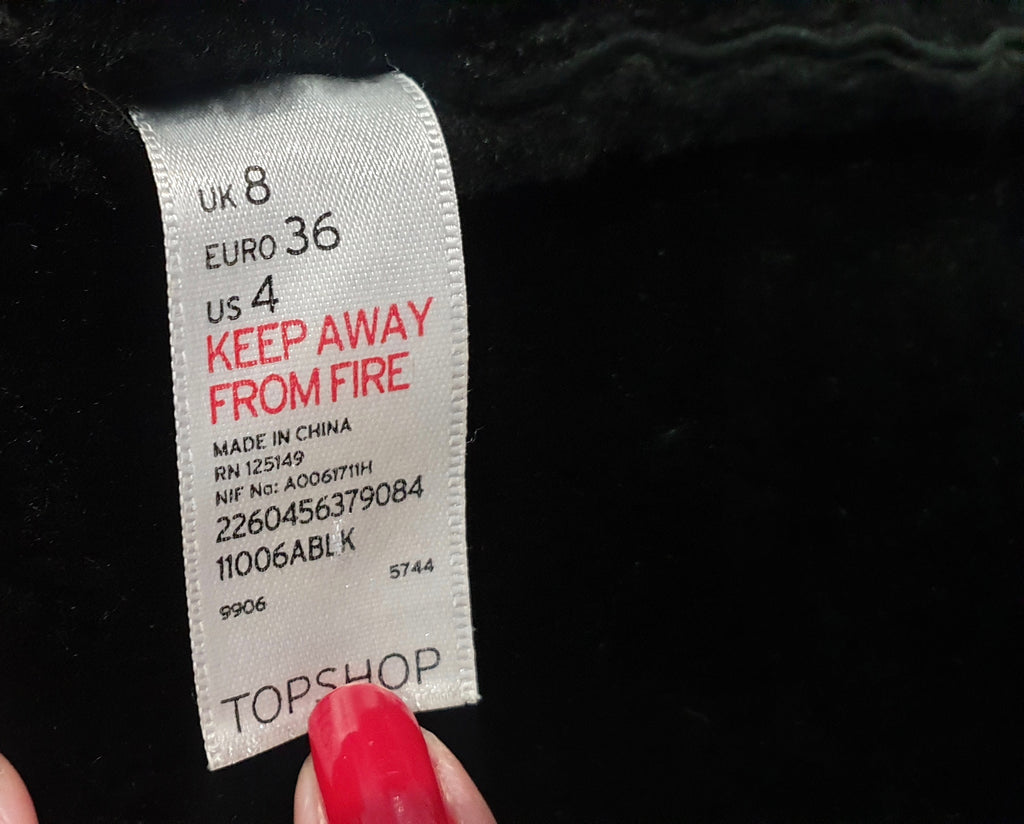 UK 8
EURO 36
US 4
KEEP AWAY
FROM FIRE
MADE IN CHINA
RN 125149
NIF No: A0061711H
2260456379084
11006ABLK
5744
9906
TOPSHOP